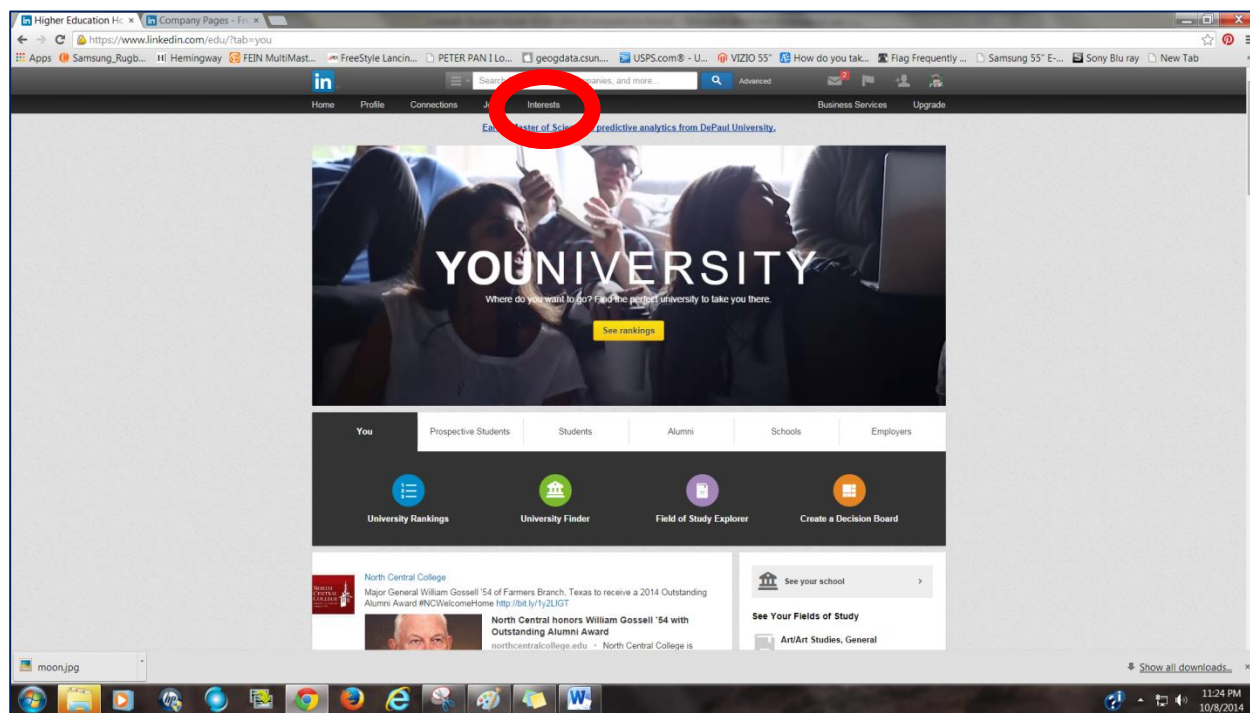 Higher Education Ho
Company Pages - Fre
https://www.linkedin.com/edu/?tab=you
Apps Samsung_Rugb... Hemingway FEIN MultiMast... FreeStyle Lancin... PETER PAN I Lo... geogdata.csun.... USPS.com® - U... VIZIO 55" How do you tak... Flag Frequently ... Samsung 55" E-... Sony Blu ray New Tab
in Search and more... Advanced 2
Home Profile Connections Interests Business Services Upgrade
predictive analytics from DePaul University.
YOUNIVERSITY
Where do you want to go? Find the perfect university to take you there.
See rankings
You Prospective Students Students Alumni Schools Employers
University Rankings University Finder Field of Study Explorer Create a Decision Board
NORTH CENTRAL COLLEGE
North Central College
Major General William Gossell '54 of Farmers Branch, Texas to receive a 2014 Outstanding
Alumni Award #NCWelcomeHome http://bit.ly/1y2LIGT
North Central honors William Gossell '54 with
Outstanding Alumni Award
northcentralcollege.edu · North Central College is
See your school
See Your Fields of Study
Art/Art Studies, General
moon.jpg
Show all downloads...
11:24 PM
10/8/2014